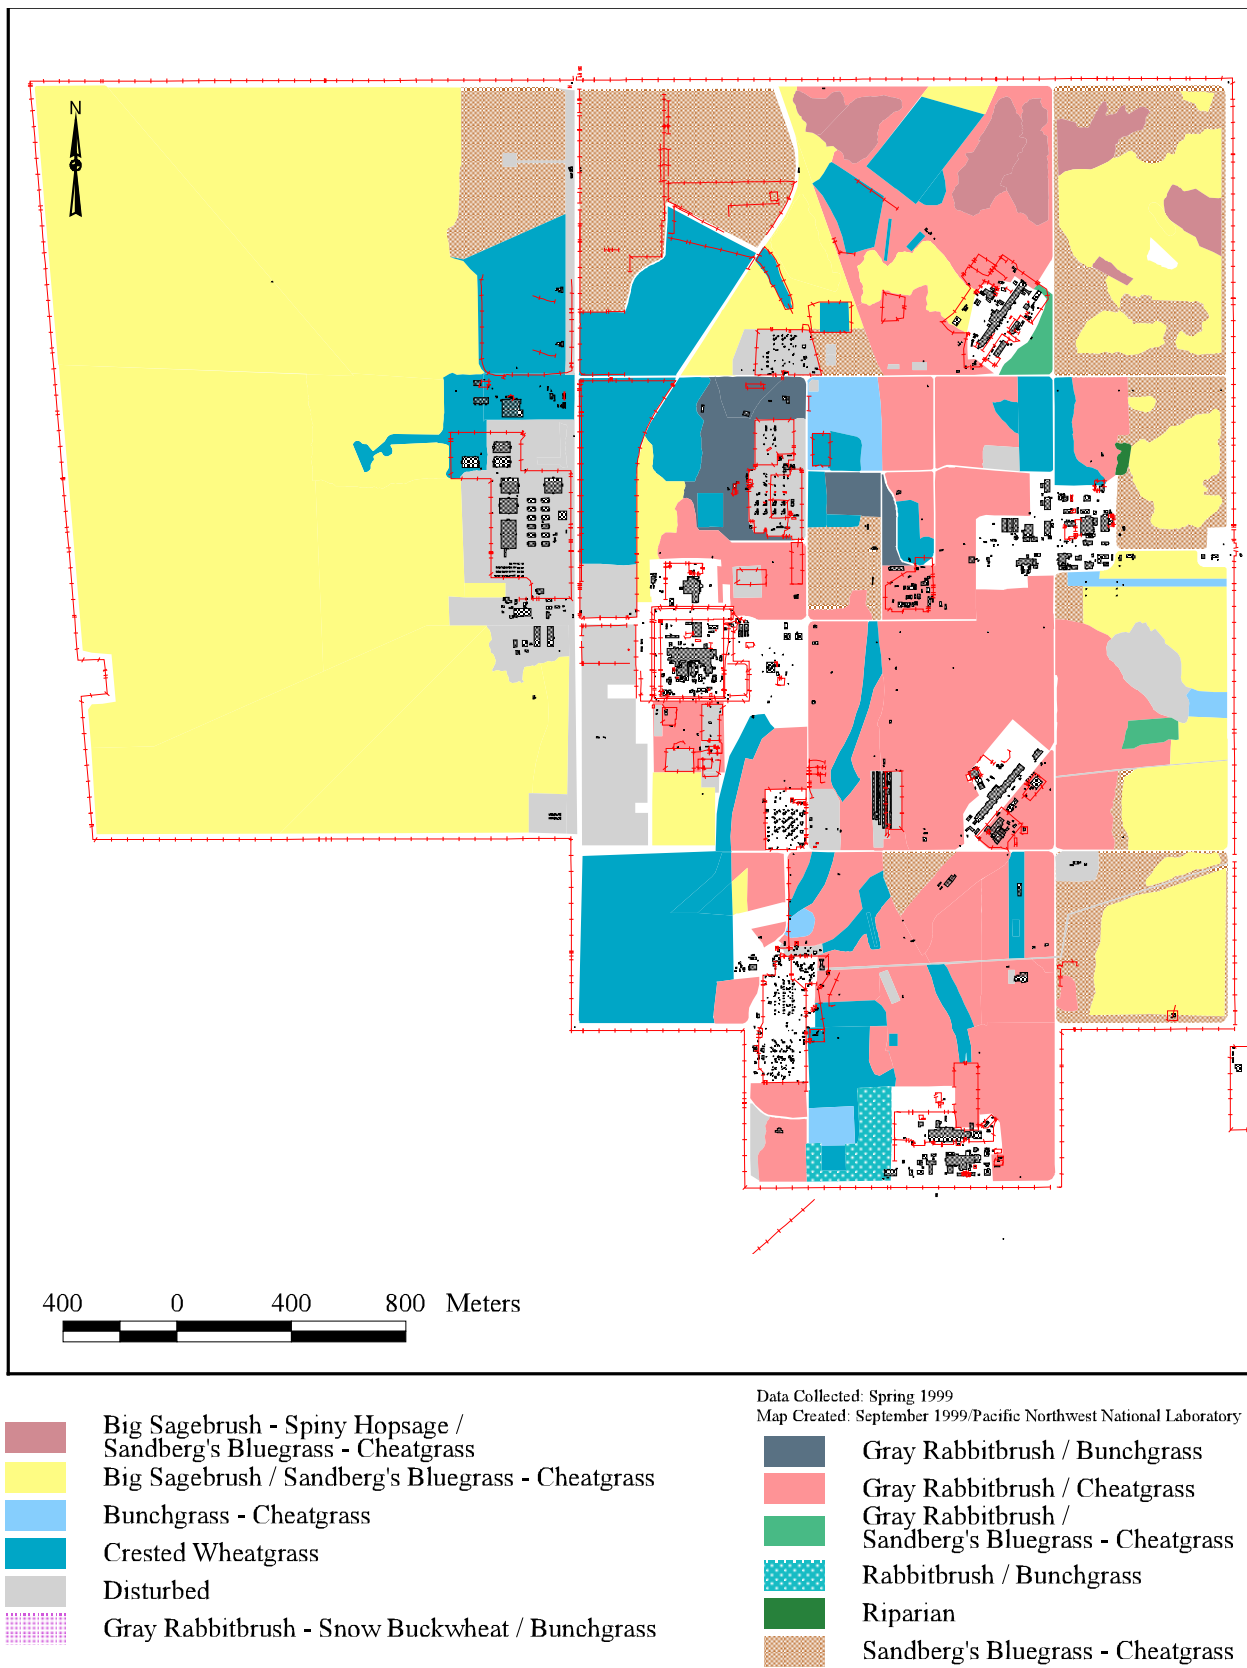 N
400 0 400 800 Meters
Data Collected: Spring 1999
Map Created: September 1999/Pacific Northwest National Laboratory
Big Sagebrush - Spiny Hopsage /
Sandberg's Bluegrass - Cheatgrass
Big Sagebrush / Sandberg's Bluegrass - Cheatgrass
Bunchgrass - Cheatgrass
Crested Wheatgrass
Disturbed
Gray Rabbitbrush - Snow Buckwheat / Bunchgrass
Gray Rabbitbrush / Bunchgrass
Gray Rabbitbrush / Cheatgrass
Gray Rabbitbrush /
Sandberg's Bluegrass - Cheatgrass
Rabbitbrush / Bunchgrass
Riparian
Sandberg's Bluegrass - Cheatgrass